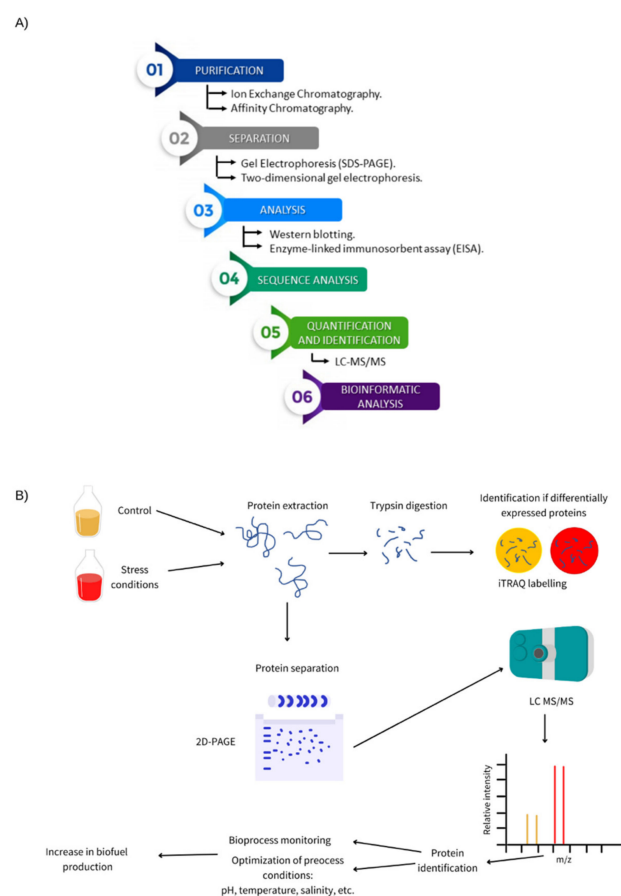 A)
01 PURIFICATION
Ion Exchange Chromatography.
Affinity Chromatography.
02 SEPARATION
Gel Electrophoresis (SDS-PAGE).
Two-dimensional gel electrophoresis.
03 ANALYSIS
Western blotting.
Enzyme-linked immunosorbent assay (EISA).
04 SEQUENCE ANALYSIS
05 QUANTIFICATION
AND IDENTIFICATION
LC-MS/MS
06 BIOINFORMATIC
ANALYSIS
B)
Control
Stress
conditions
Protein extraction
Trypsin digestion
Identification if differentially
expressed proteins
iTRAQ labelling
Protein separation
2D-PAGE
LC MS/MS
Relative intensity
m/z
Protein
identification
Bioprocess monitoring
Optimization of preocess
conditions:
pH, temperature, salinity, etc.
Increase in biofuel
production